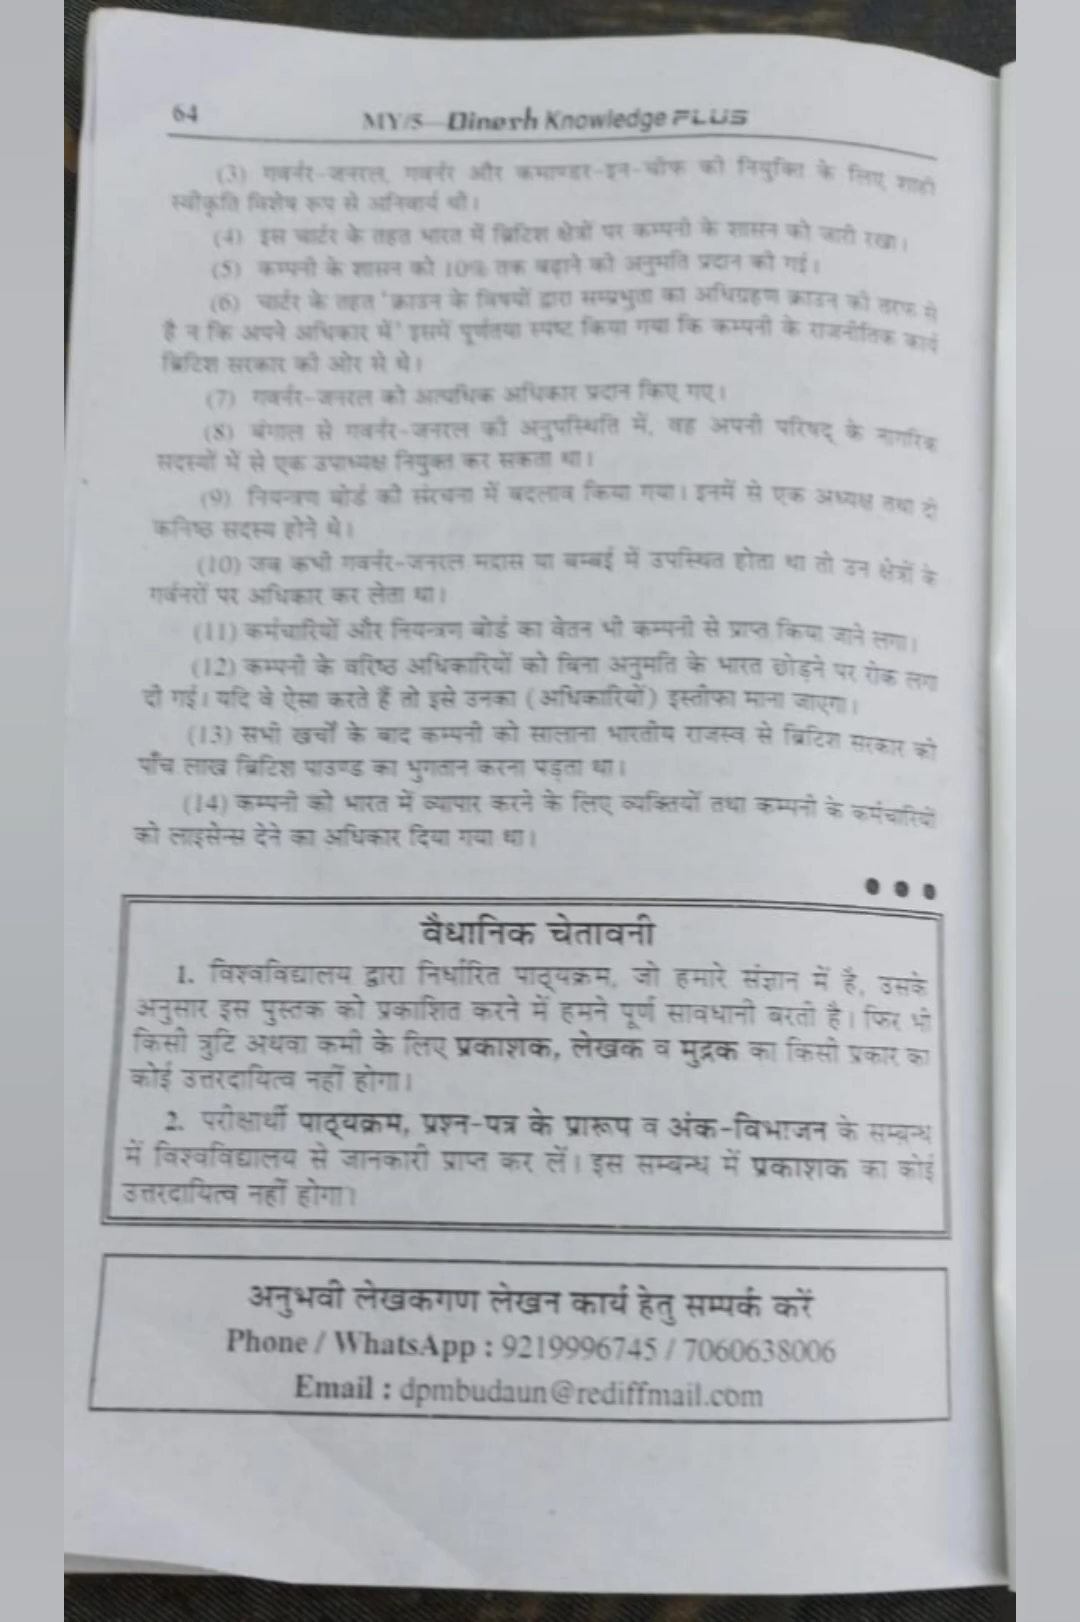 64
MY/5—Dinesh Knowledge PLUS
(3) गवर्नर-जनरल, गवर्नर और कमाण्डर-इन-चीफ की नियुक्ति के लिए शाही
स्वीकृति विशेष रूप से अनिवार्य थी।
(4) इस चार्टर के तहत भारत में ब्रिटिश क्षेत्रों पर कम्पनी के शासन को जारी रखा।
(5) कम्पनी के शासन को 10% तक बढ़ाने की अनुमति प्रदान की गई।
(6) चार्टर के तहत 'क्राउन के विषयों द्वारा सम्प्रभुता का अधिग्रहण क्राउन की तरफ से
है न कि अपने अधिकार में' इसमें पूर्णतया स्पष्ट किया गया कि कम्पनी के राजनीतिक कार्य
ब्रिटिश सरकार की ओर से थे।
(7) गवर्नर-जनरल को अत्यधिक अधिकार प्रदान किए गए।
(8) बंगाल से गवर्नर-जनरल की अनुपस्थिति में, वह अपनी परिषद् के नागरिक
सदस्यों में से एक उपाध्यक्ष नियुक्त कर सकता था।
(9) नियन्त्रण बोर्ड की संरचना में बदलाव किया गया। इनमें से एक अध्यक्ष तथा दो
कनिष्ठ सदस्य होने थे।
(10) जब कभी गवर्नर-जनरल मद्रास या बम्बई में उपस्थित होता था तो उन क्षेत्रों के
गर्वनरों पर अधिकार कर लेता था।
(11) कर्मचारियों और नियन्त्रण बोर्ड का वेतन भी कम्पनी से प्राप्त किया जाने लगा।
(12) कम्पनी के वरिष्ठ अधिकारियों को बिना अनुमति के भारत छोड़ने पर रोक लगा
दी गई। यदि वे ऐसा करते हैं तो इसे उनका (अधिकारियों) इस्तीफा माना जाएगा।
(13) सभी खर्चों के बाद कम्पनी को सालाना भारतीय राजस्व से ब्रिटिश सरकार को
पाँच लाख ब्रिटिश पाउण्ड का भुगतान करना पड़ता था।
(14) कम्पनी को भारत में व्यापार करने के लिए व्यक्तियों तथा कम्पनी के कर्मचारियों
को लाइसेन्स देने का अधिकार दिया गया था।
वैधानिक चेतावनी
1. विश्वविद्यालय द्वारा निर्धारित पाठ्यक्रम, जो हमारे संज्ञान में है, उसके
अनुसार इस पुस्तक को प्रकाशित करने में हमने पूर्ण सावधानी बरती है। फिर भी
किसी त्रुटि अथवा कमी के लिए प्रकाशक, लेखक व मुद्रक का किसी प्रकार का
कोई उत्तरदायित्व नहीं होगा।
2. परीक्षार्थी पाठ्यक्रम, प्रश्न-पत्र के प्रारूप व अंक-विभाजन के सम्बन्ध
में विश्वविद्यालय से जानकारी प्राप्त कर लें। इस सम्बन्ध में प्रकाशक का कोई
उत्तरदायित्व नहीं होगा।
अनुभवी लेखकगण लेखन कार्य हेतु सम्पर्क करें
Phone / WhatsApp : 9219996745 / 7060638006
Email : dpmbudaun@rediffmail.com